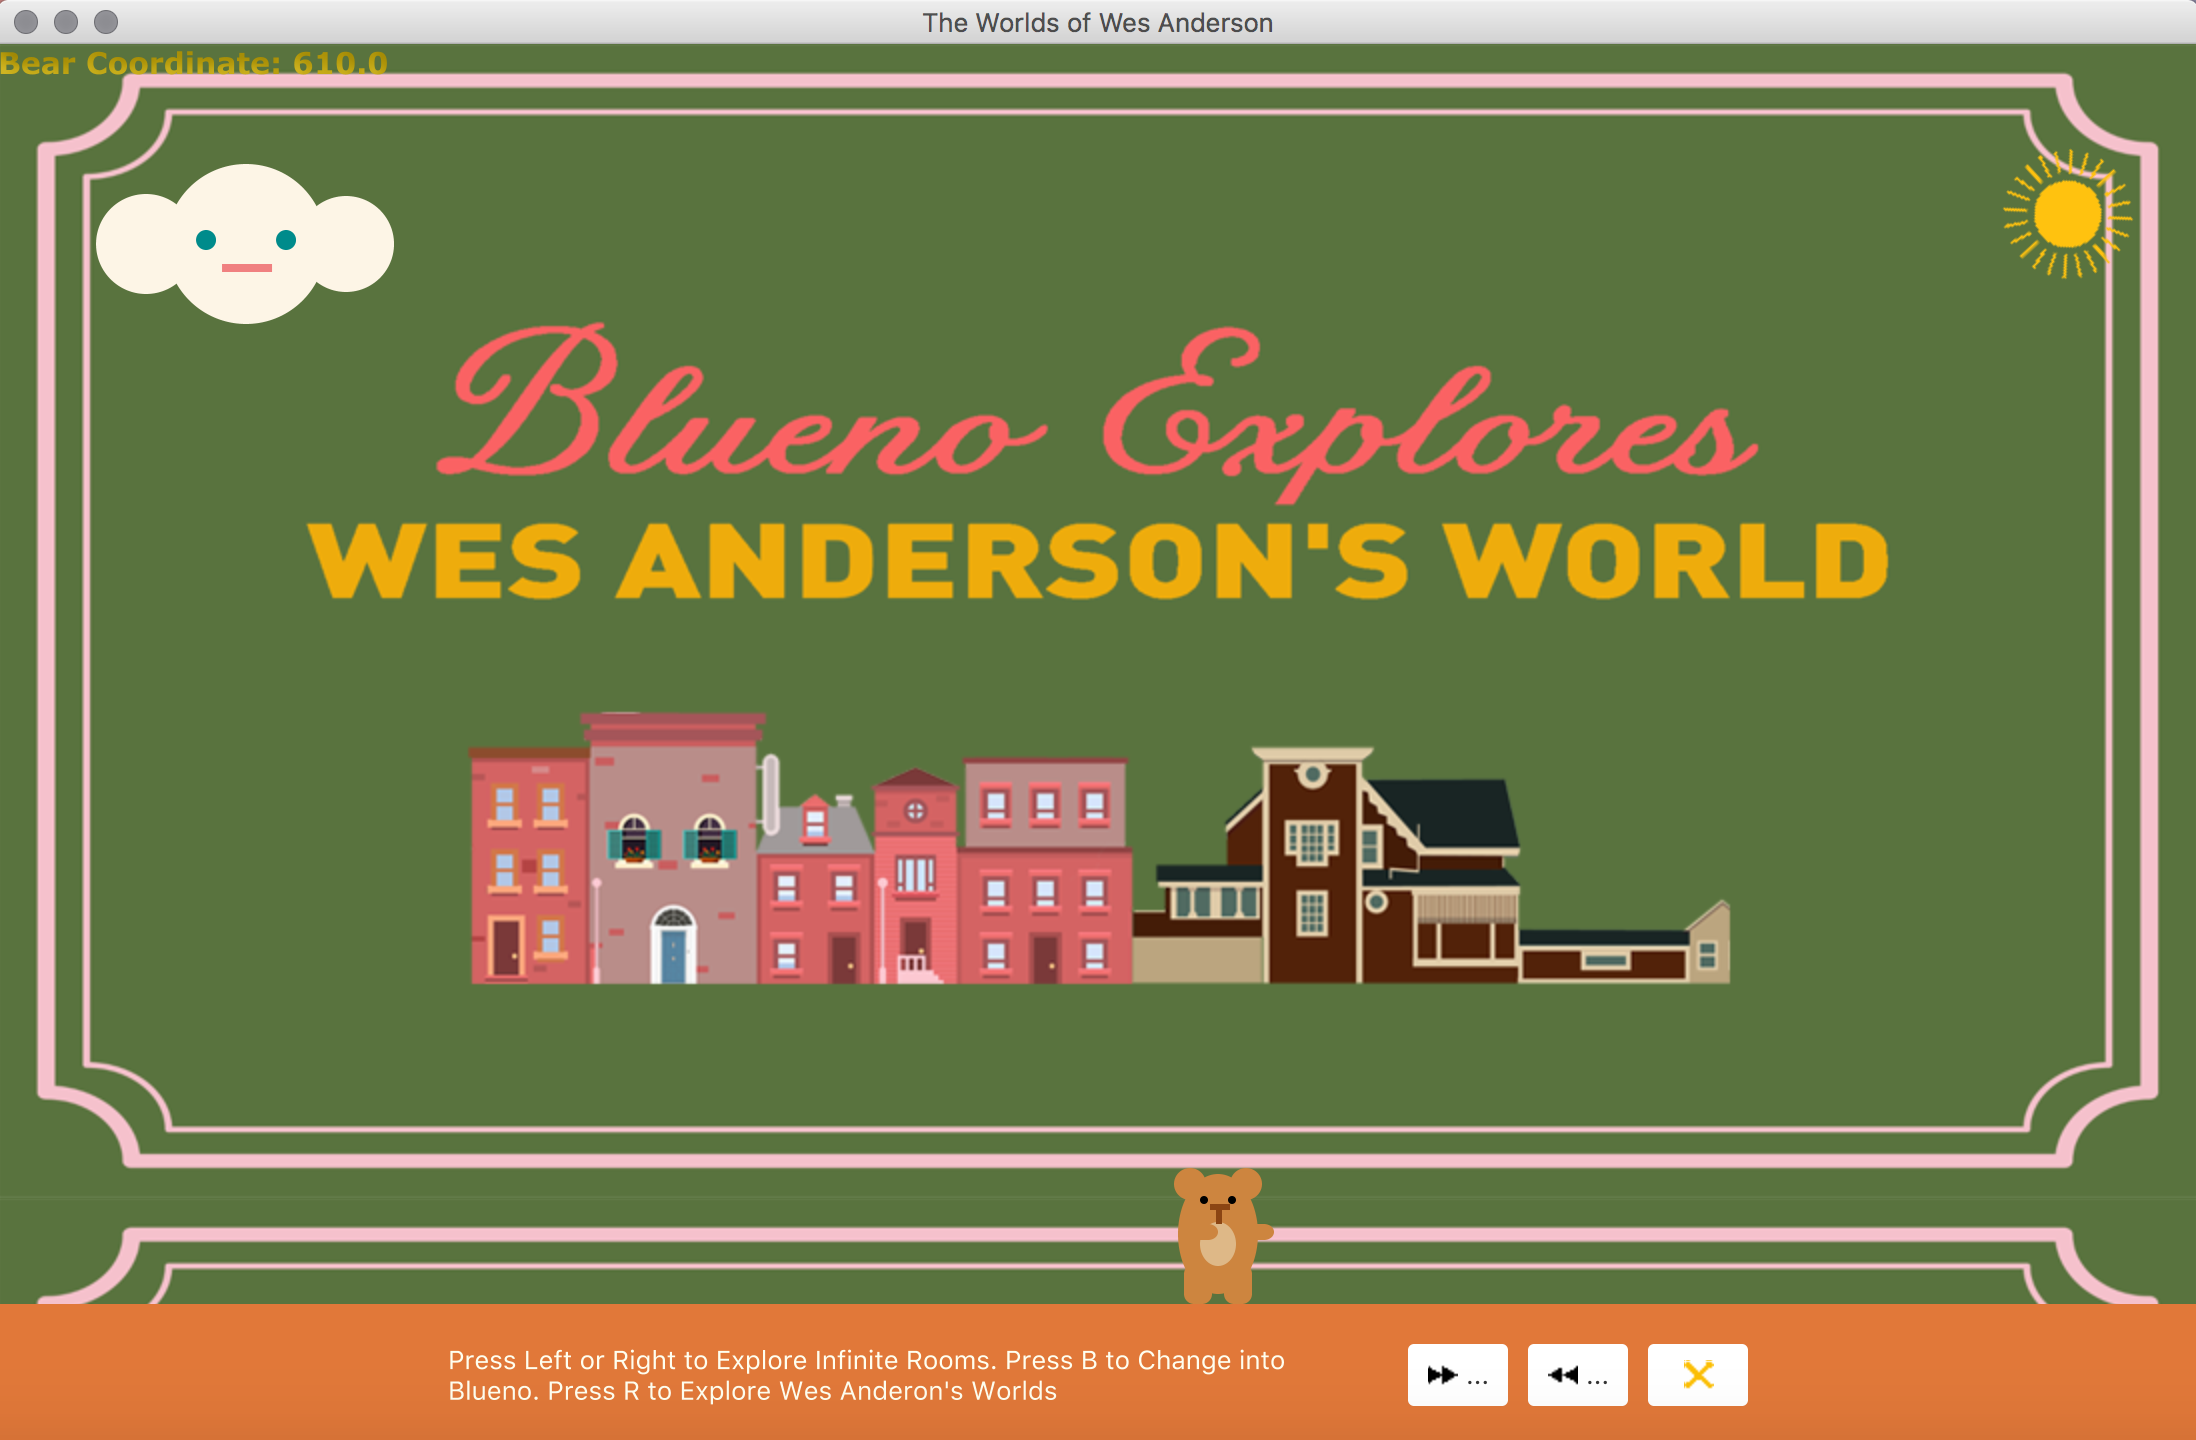 The Worlds of Wes Anderson
Bear Coordinate: 610.0
Blueno Explores
WES ANDERSON'S WORLD
Press Left or Right to Explore Infinite Rooms. Press B to Change into
Blueno. Press R to Explore Wes Anderon's Worlds
... ...